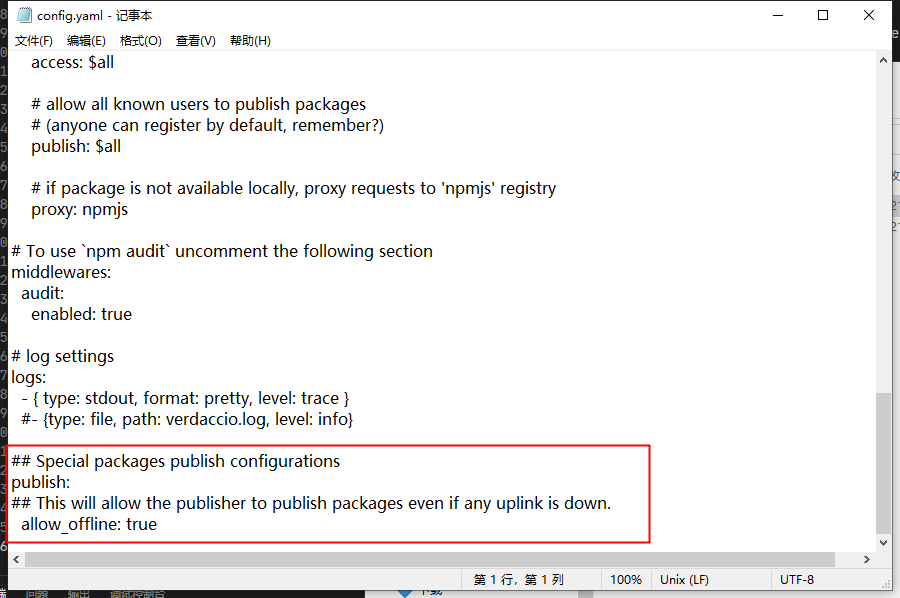 config.yaml - 记事本
文件(F) 编辑(E) 格式(O) 查看(V) 帮助(H)
access: $all
# allow all known users to publish packages
# (anyone can register by default, remember?)
publish: $all
# if package is not available locally, proxy requests to 'npmjs' registry
proxy: npmjs
# To use `npm audit` uncomment the following section
middlewares:
audit:
enabled: true
# log settings
logs:
- { type: stdout, format: pretty, level: trace }
#- {type: file, path: verdaccio.log, level: info}
## Special packages publish configurations
publish:
## This will allow the publisher to publish packages even if any uplink is down.
allow_offline: true
第 1 行，第 1 列 100% Unix (LF) UTF-8